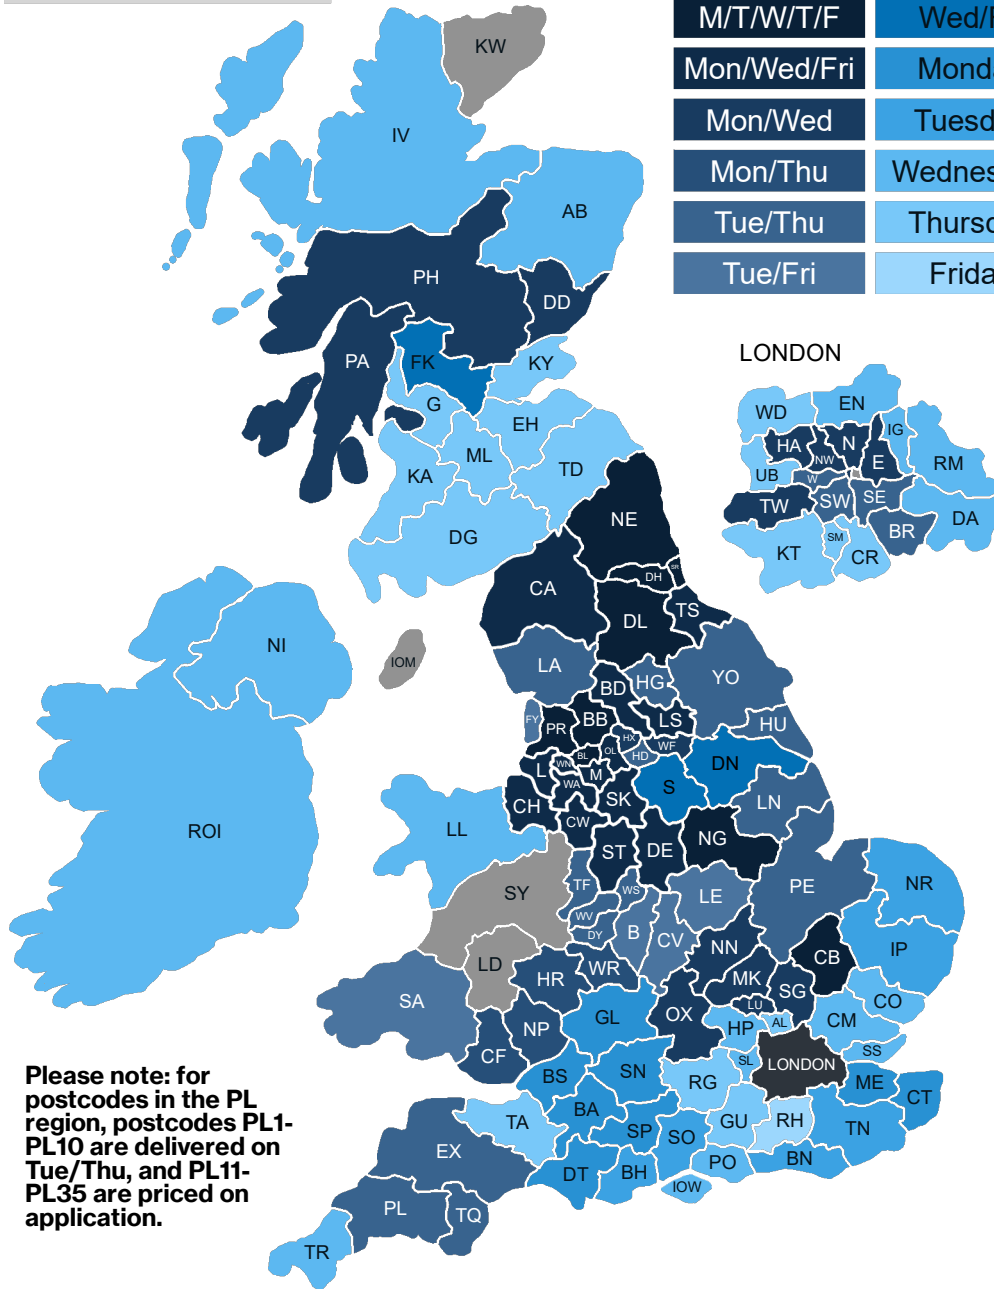 M/T/W/T/F
Wed/F
Mon/Wed/Fri
Mond
Mon/Wed
Tuesd
Mon/Thu
Wednes
Tue/Thu
Thursd
Tue/Fri
Frida
KW
IV
AB
PH
DD
PA
FK
KY
G
EH
ML
KA
TD
DG
LONDON
WD
EN
IG
HA
NW
N
E
RM
UB
W
TW
SW
SE
DA
BR
SM
KT
CR
NE
SR
DH
CA
DL
TS
NI
IOM
LA
HG
YO
BD
FY
PR
BB
LS
HU
HX
BL
OL
WF
HD
L
WN
M
WA
S
DN
CH
SK
LN
CW
ROI
LL
ST
DE
NG
SY
TF
WS
LE
PE
NR
WV
DY
B
CV
NN
CB
IP
LD
HR
WR
MK
SG
SA
LU
CO
NP
GL
OX
HP
AL
CM
CF
SL
LONDON
SS
BS
SN
RG
ME
CT
BA
TA
GU
RH
TN
SP
SO
EX
PO
BN
DT
BH
IOW
PL
TQ
TR
Please note: for
postcodes in the PL
region, postcodes PL1-
PL10 are delivered on
Tue/Thu, and PL11-
PL35 are priced on
application.